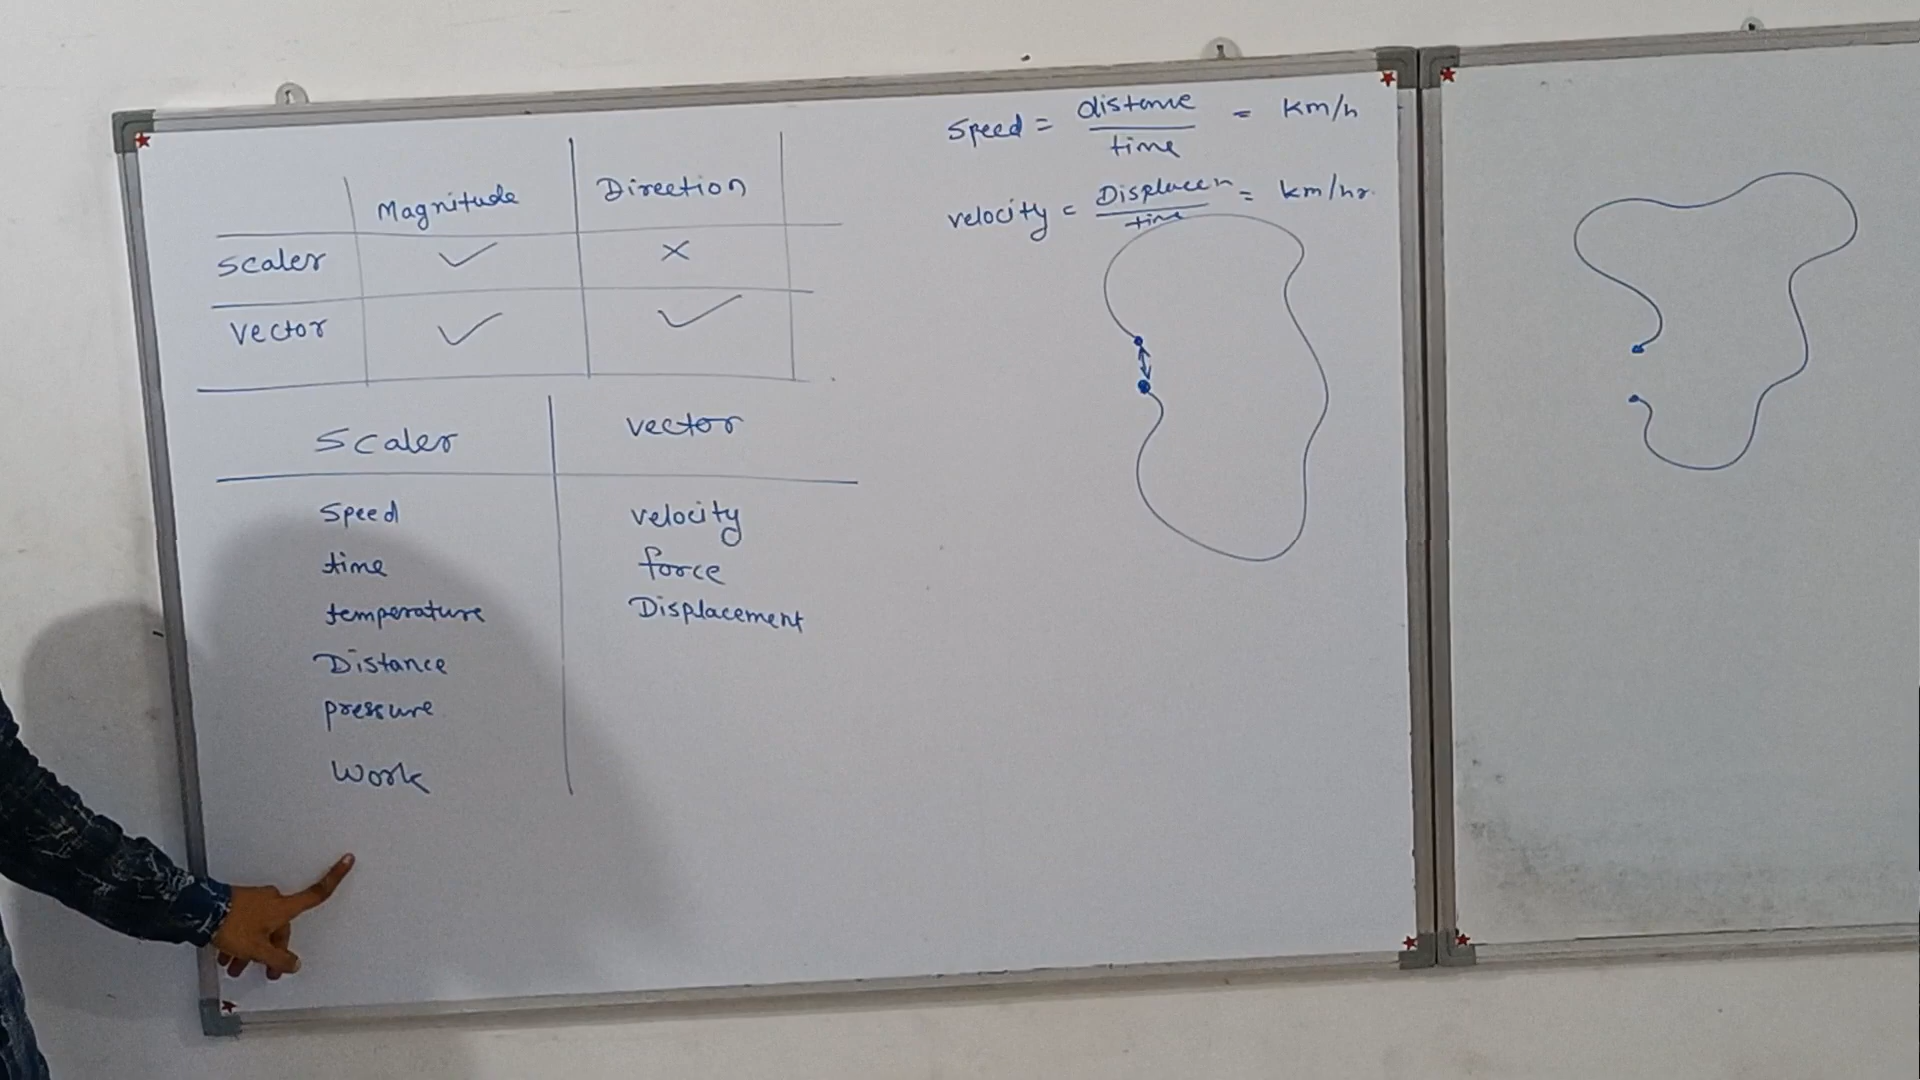 Magnitude Direction
Scaler ✓ ×
Vector ✓ ✓
Scaler vector
Speed velocity
time force
temperature Displacement
Distance
pressure
Work
Speed = distance / time = km/h
velocity = Displacen / time = km/hr.